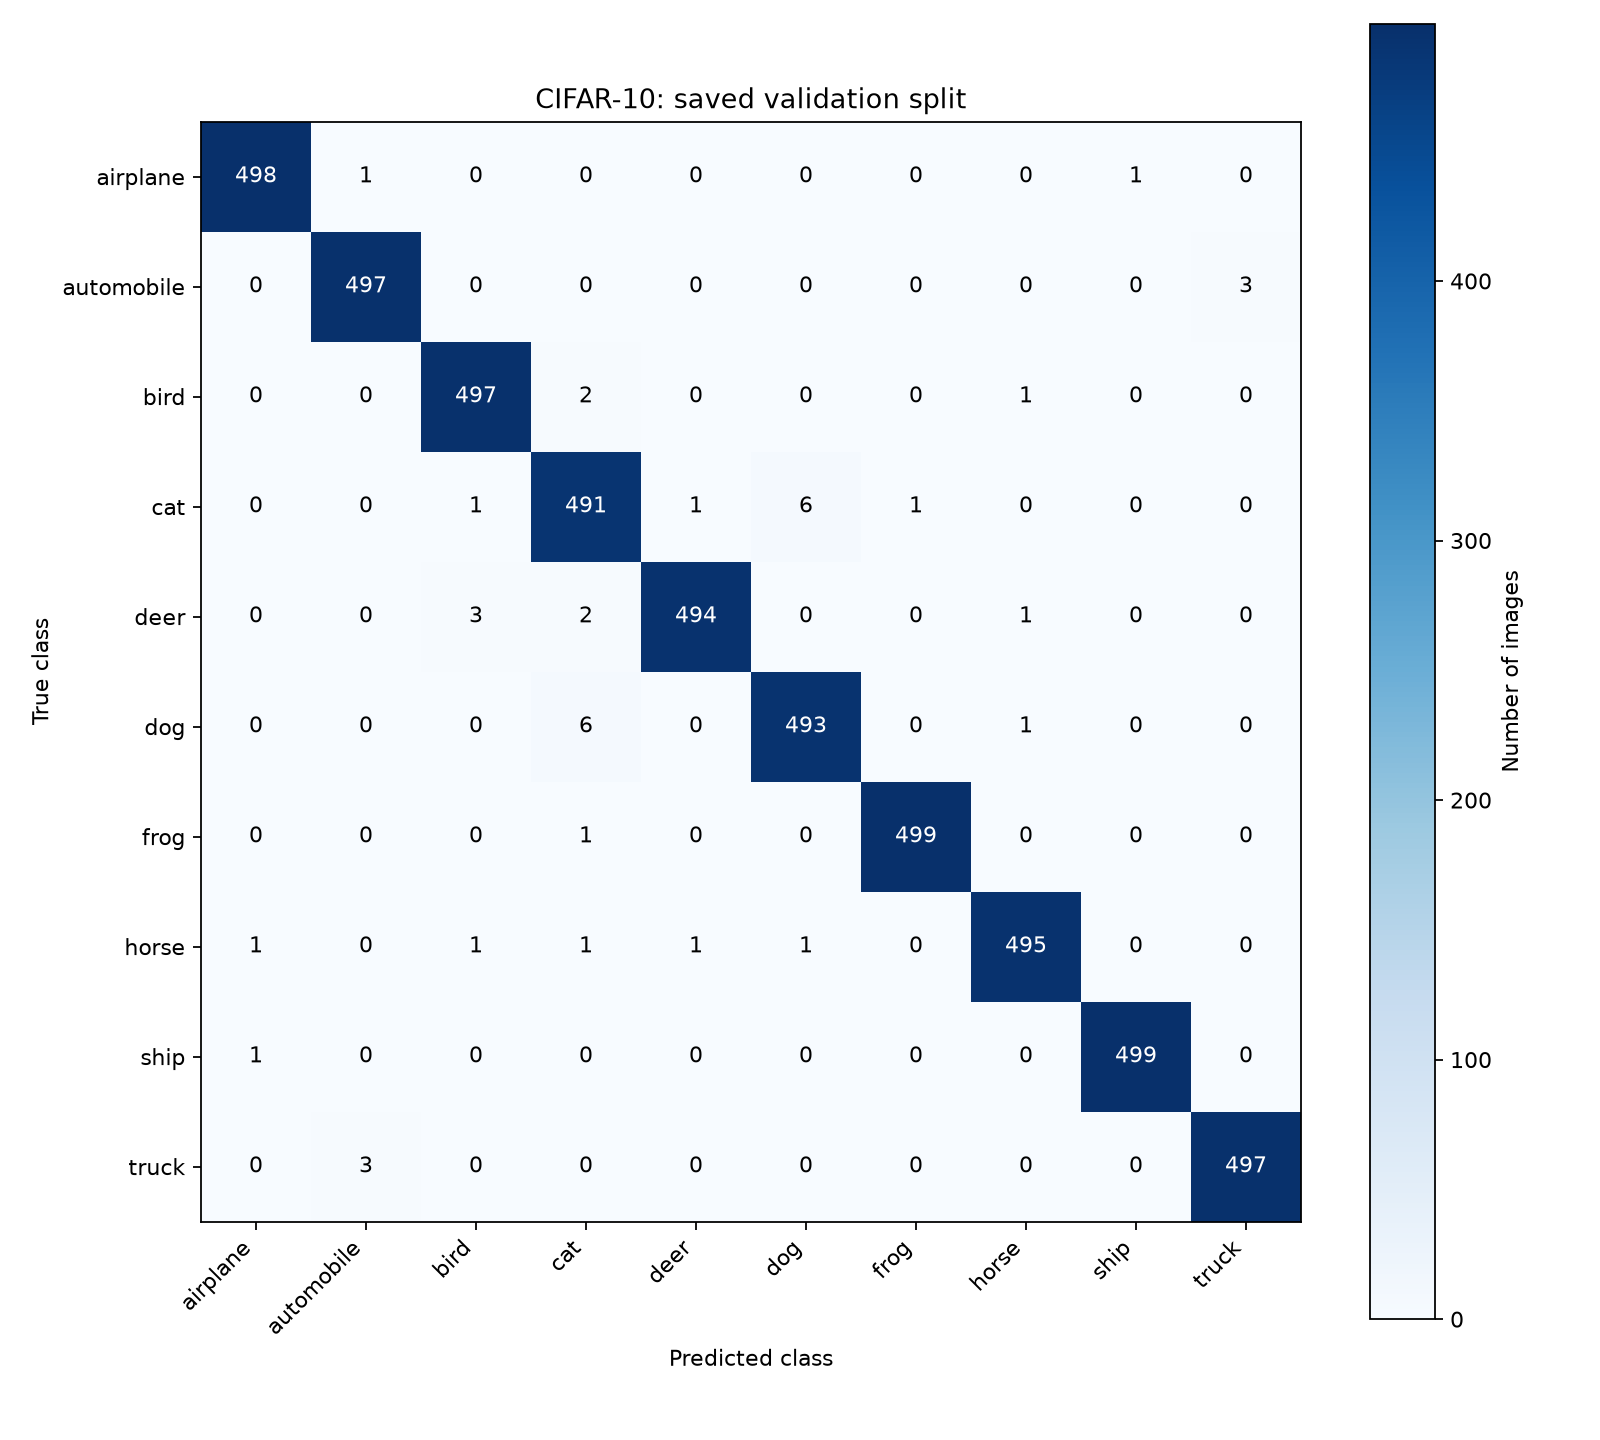 CIFAR-10: saved validation split
airplane 498 1 0 0 0 0 0 0 1 0
automobile 0 497 0 0 0 0 0 0 0 3
bird 0 0 497 2 0 0 0 1 0 0
cat 0 0 1 491 1 6 1 0 0 0
deer 0 0 3 2 494 0 0 1 0 0
dog 0 0 0 6 0 493 0 1 0 0
frog 0 0 0 1 0 0 499 0 0 0
horse 1 0 1 1 1 1 0 495 0 0
ship 1 0 0 0 0 0 0 0 499 0
truck 0 3 0 0 0 0 0 0 0 497
airplane automobile bird cat deer dog frog horse ship truck
Predicted class
True class
400
300
200
100
0
Number of images